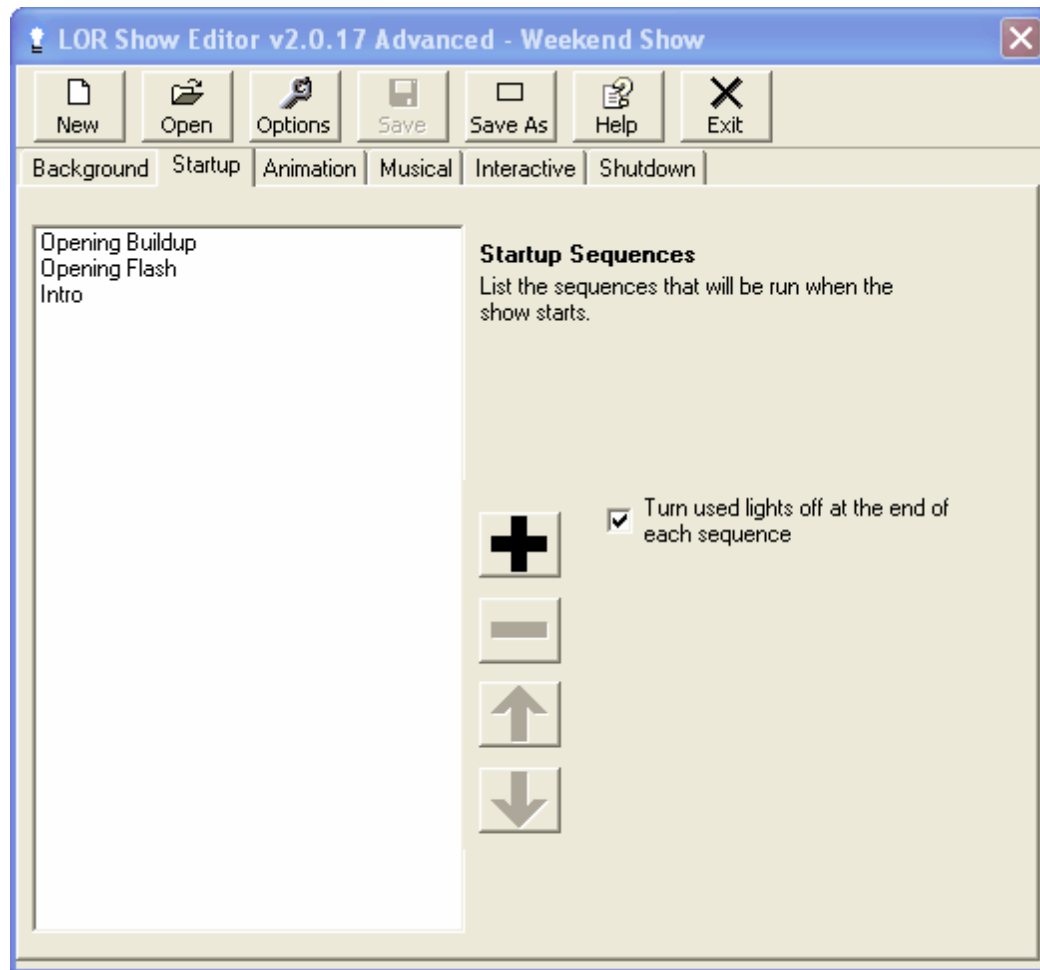 LOR Show Editor v2.0.17 Advanced - Weekend Show
New Open Options Save Save As Help Exit
Background Startup Animation Musical Interactive Shutdown
Opening Buildup
Opening Flash
Intro
Startup Sequences
List the sequences that will be run when the
show starts.
Turn used lights off at the end of
each sequence